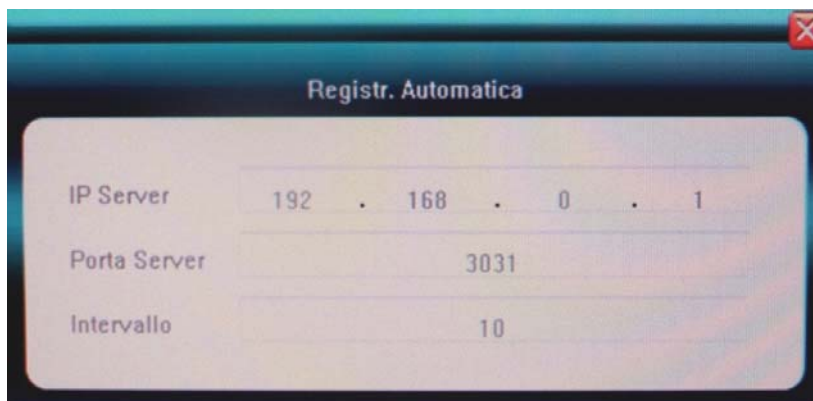 Registr. Automatica
IP Server 192 . 168 . 0 . 1
Porta Server 3031
Intervallo 10